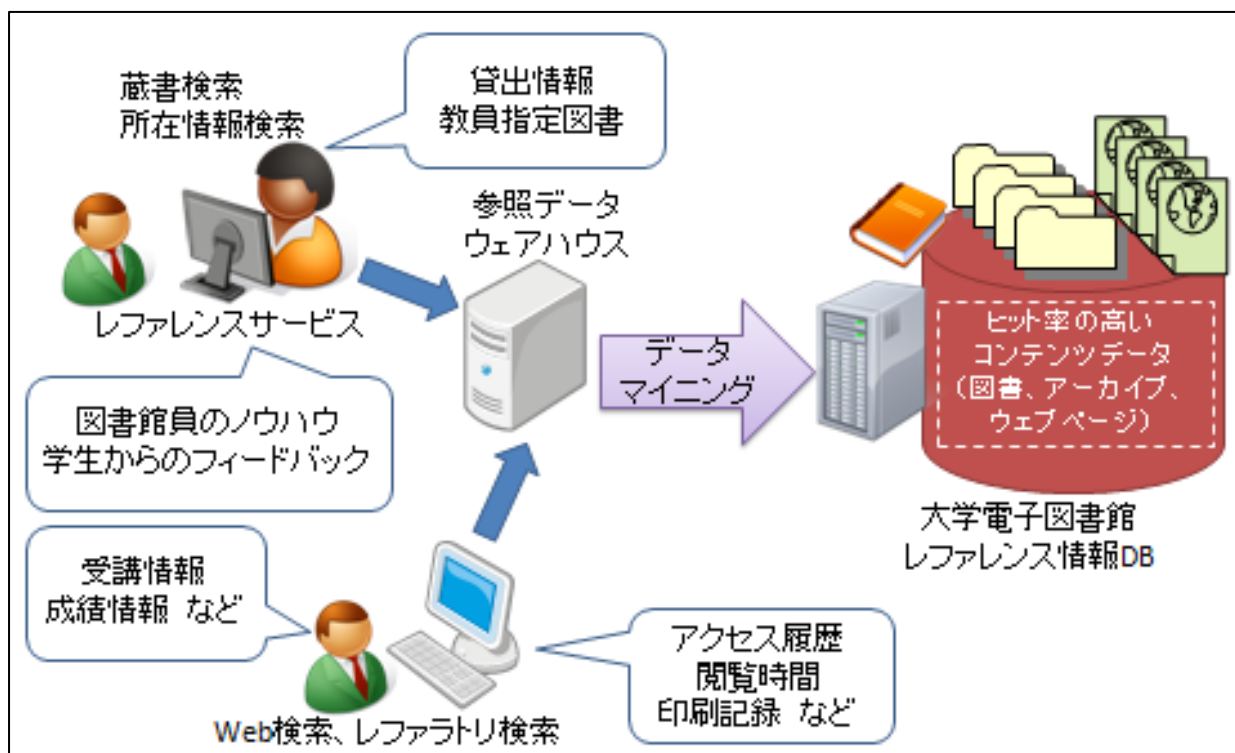 蔵書検索
所在情報検索
貸出情報
教員指定図書
レファレンスサービス
図書館員のノウハウ
学生からのフィードバック
参照データ
ウェアハウス
データ
マイニング
ヒット率の高い
コンテンツデータ
(図書、アーカイブ、
ウェブページ)
大学電子図書館
レファレンス情報DB
受講情報
成績情報 など
アクセス履歴
閲覧時間
印刷記録 など
Web検索、レファラトリ検索